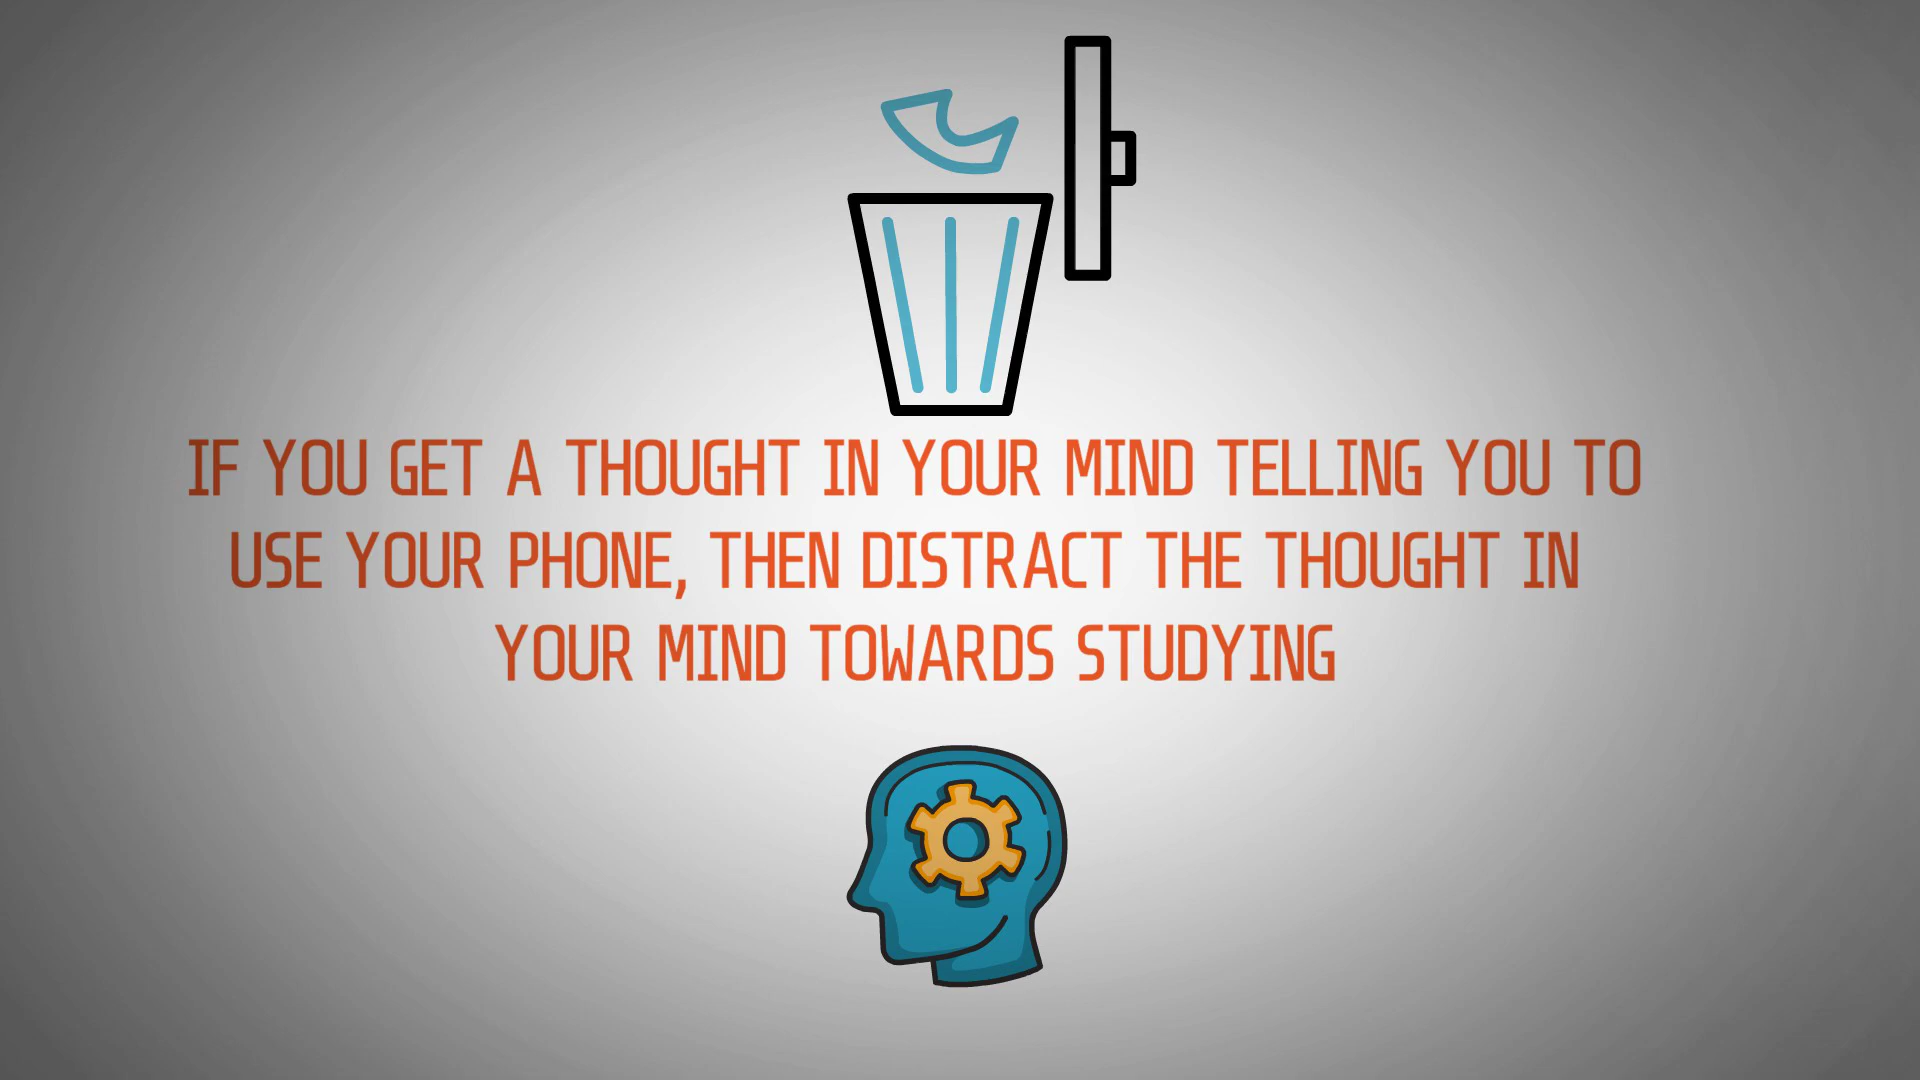 IF YOU GET A THOUGHT IN YOUR MIND TELLING YOU TO
USE YOUR PHONE, THEN DISTRACT THE THOUGHT IN
YOUR MIND TOWARDS STUDYING